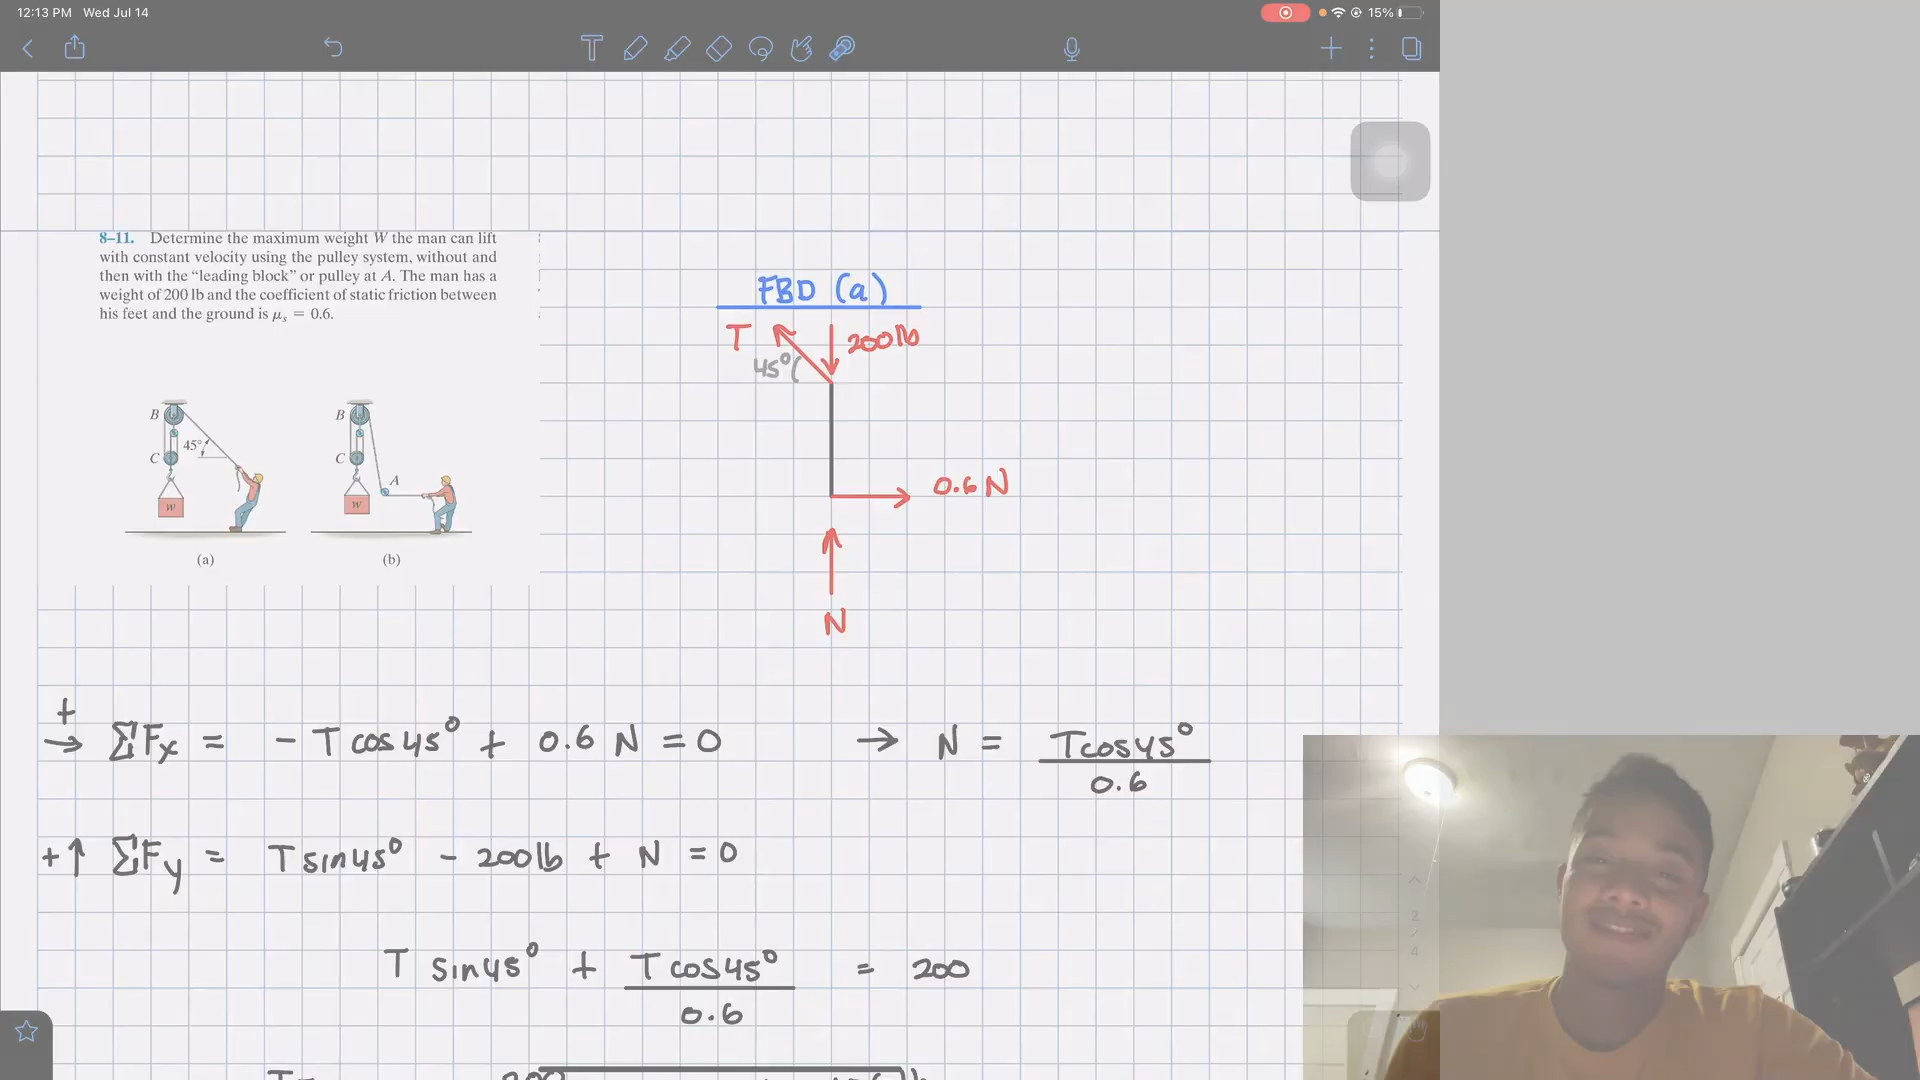 12:13 PM Wed Jul 14
15%
8–11. Determine the maximum weight W the man can lift
with constant velocity using the pulley system, without and
then with the “leading block” or pulley at A. The man has a
weight of 200 lb and the coefficient of static friction between
his feet and the ground is μs = 0.6.
B
45°
C
W
(a)
B
C
A
W
(b)
FBD (a)
T
200lb
45°
0.6 N
N
+
→ ΣFx = - T cos45° + 0.6 N = 0 → N = Tcos45° / 0.6
+↑ ΣFy = T sin45° - 200lb + N = 0
T sin45° + T cos45° / 0.6 = 200
2
4